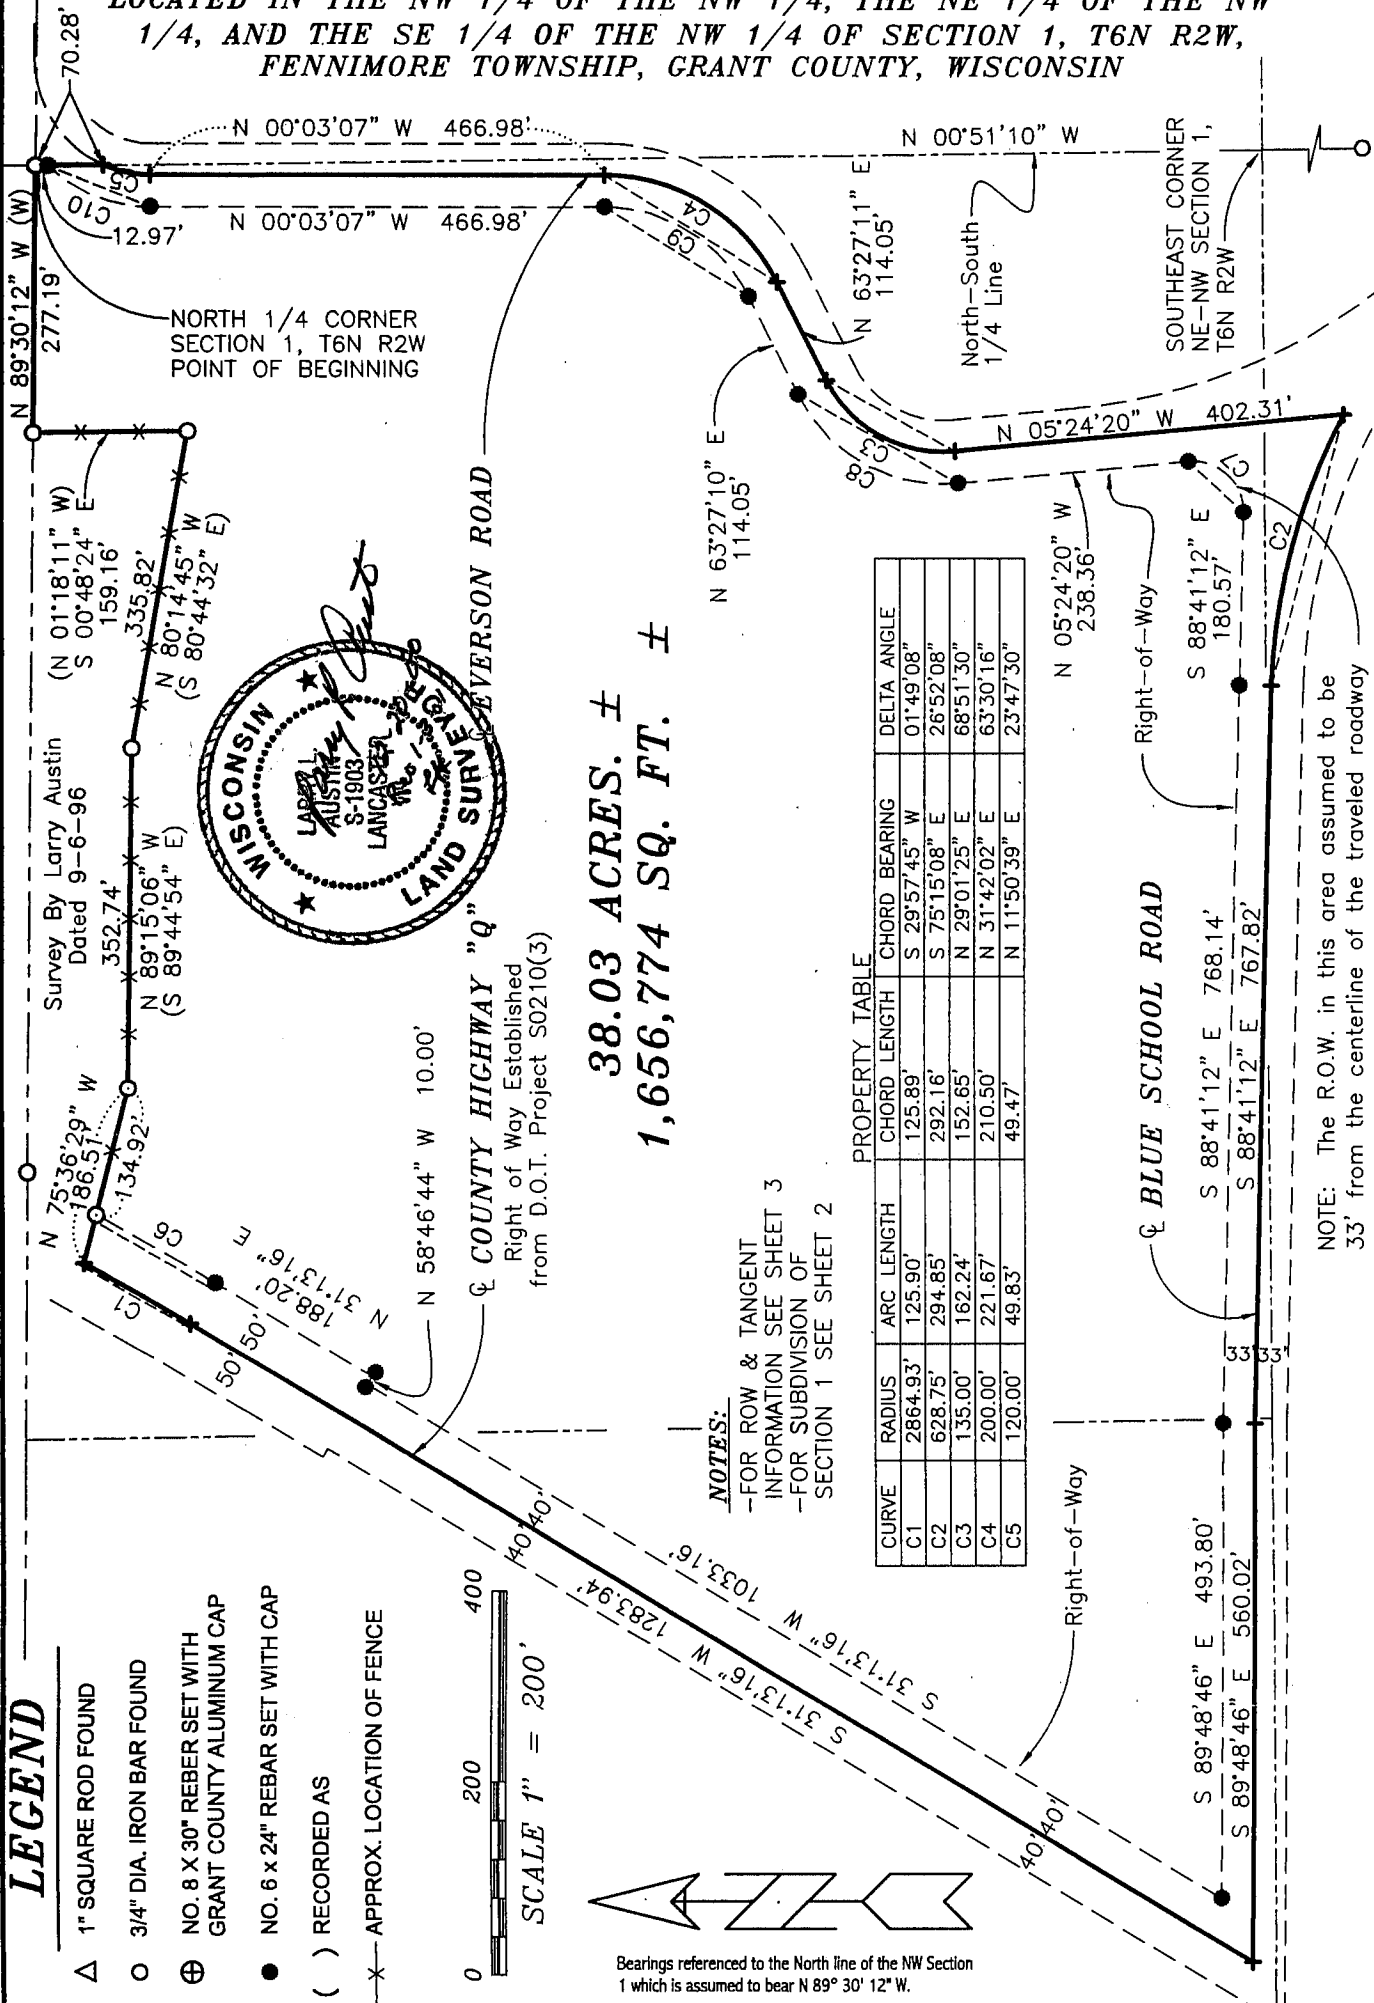 LOCATED IN THE NW 1/4 OF THE NW 1/4, THE NE 1/4 OF THE NW
1/4, AND THE SE 1/4 OF THE NW 1/4 OF SECTION 1, T6N R2W,
FENNIMORE TOWNSHIP, GRANT COUNTY, WISCONSIN
70.28'
N 00°03'07" W 466.98'
N 00°51'10" W
C5
C10
12.97'
N 00°03'07" W 466.98'
N 89°30'12" W (W)
277.19'
NORTH 1/4 CORNER
SECTION 1, T6N R2W
POINT OF BEGINNING
C4
C9
N 63°27'11" E
114.05'
North-South
1/4 Line
SOUTHEAST CORNER
NE-NW SECTION 1,
T6N R2W
N 63°27'10" E
114.05'
C3
C8
N 05°24'20" W 402.31'
N 05°24'20" W
238.36'
C7
C2
Right-of-Way
S 88°41'12" E
180.57'
(N 01°18'11" W)
S 00°48'24" E
159.16'
335.82'
N 80°14'45" W
(S 80°44'32" E)
Survey By Larry Austin
Dated 9-6-96
352.74'
N 89°15'06" W
(S 89°44'54" E)
N 75°36'29" W
186.51'
134.92'
C6
C1
N 31°13'16" E
188.20'
50' 50'
N 58°46'44" W 10.00'
WISCONSIN
LARRY L.
AUSTIN
S-1903
LANCASTER,
LAND SURVEYOR
℄ COUNTY HIGHWAY "Q"
Right of Way Established
from D.O.T. Project S0210(3)
℄ EVERSON ROAD
38.03 ACRES. ±
1,656,774 SQ. FT. ±
NOTES:
-FOR ROW & TANGENT
INFORMATION SEE SHEET 3
-FOR SUBDIVISION OF
SECTION 1 SEE SHEET 2
PROPERTY TABLE
CURVE RADIUS ARC LENGTH CHORD LENGTH CHORD BEARING DELTA ANGLE
C1 2864.93' 125.90' 125.89' S 29°57'45" W 01°49'08"
C2 628.75' 294.85' 292.16' S 75°15'08" E 26°52'08"
C3 135.00' 162.24' 152.65' N 29°01'25" E 68°51'30"
C4 200.00' 221.67' 210.50' N 31°42'02" E 63°30'16"
C5 120.00' 49.83' 49.47' N 11°50'39" E 23°47'30"
℄ BLUE SCHOOL ROAD
S 88°41'12" E 768.14'
S 88°41'12" E 767.82'
33' 33'
NOTE: The R.O.W. in this area assumed to be
33' from the centerline of the traveled roadway
Right-of-Way
S 89°48'46" E 493.80'
S 89°48'46" E 560.02'
40' 40'
S 31°13'16" W 1283.94'
S 31°13'16" W 1033.16'
40' 40'
LEGEND
1" SQUARE ROD FOUND
3/4" DIA. IRON BAR FOUND
NO. 8 X 30" REBER SET WITH
GRANT COUNTY ALUMINUM CAP
NO. 6 x 24" REBAR SET WITH CAP
( ) RECORDED AS
APPROX. LOCATION OF FENCE
0 200 400
SCALE 1" = 200'
Bearings referenced to the North line of the NW Section
1 which is assumed to bear N 89° 30' 12" W.